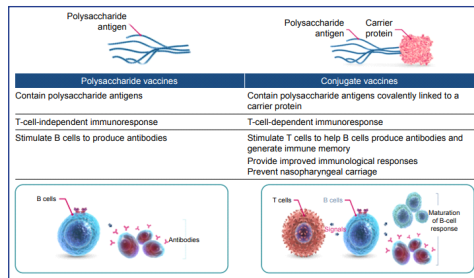 Polysaccharide
antigen
Polysaccharide
antigen
Carrier
protein
Polysaccharide vaccines
Conjugate vaccines
Contain polysaccharide antigens
Contain polysaccharide antigens covalently linked to a
carrier protein
T-cell-independent immunoresponse
T-cell-dependent immunoresponse
Stimulate B cells to produce antibodies
Stimulate T cells to help B cells produce antibodies and
generate immune memory
Provide improved immunological responses
Prevent nasopharyngeal carriage
B cells
Antibodies
T cells
B cells
Signals
Maturation
of B-cell
response